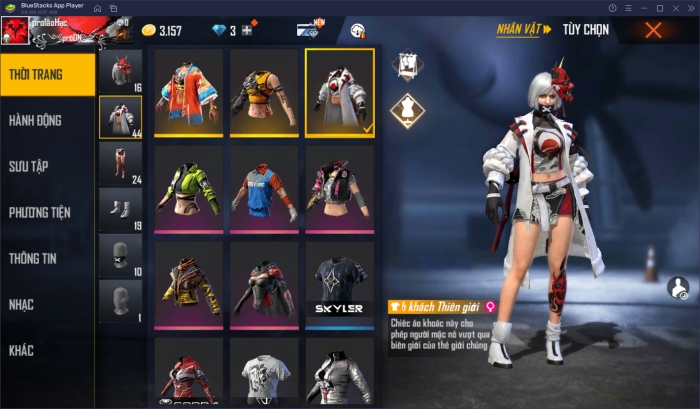 BlueStacks App Player
prolãoHạc
SproDN
3.157
3
NEW
NHÂN VẬT
TÙY CHỌN
THỜI TRANG
HÀNH ĐỘNG
SƯU TẬP
PHƯƠNG TIỆN
THÔNG TIN
NHẠC
KHÁC
16
44
24
19
10
1
SKYLER
h khách Thiên giới
Chiếc áo khoác này cho
phép người mặc nó vượt qua
biên giới của thế giới chúng